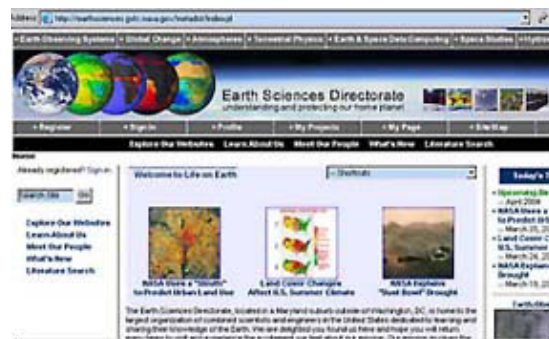 Address http://earthsciences.gsfc.nasa.gov
+ Earth Observing Systems + Global Change + Atmospheres + Terrestrial Physics + Earth & Space Data Computing + Space Studies
Earth Sciences Directorate
understanding and protecting our home planet
+ Register + Sign In + Profile + My Projects + My Page + Site Map
Explore Our Websites Learn About Us Meet Our People What's New Literature Search
Home
Already registered? Sign in
Search Site Go
Explore Our Websites
Learn About Us
Meet Our People
What's New
Literature Search
Welcome to Life on Earth
-- Shortcuts
NASA Uses a "Sleuth"
to Predict Urban Land Use
Land Cover Changes
Affect U.S. Summer Climate
NASA Explains
"Dust Bowl" Drought
The Earth Sciences Directorate, located in a Maryland suburb outside of Washington, DC, is home to the
largest organization of combined scientists and engineers in the United States dedicated to learning and
sharing their knowledge of the Earth. We are delighted you found us here and hope you will return
Today's
Upcoming
-- April 2004
NASA Uses a
to Predict Urb
-- March 25, 20
Land Cover C
U.S. Summer
-- March 24, 20
NASA Explain
Drought
-- March 19, 20